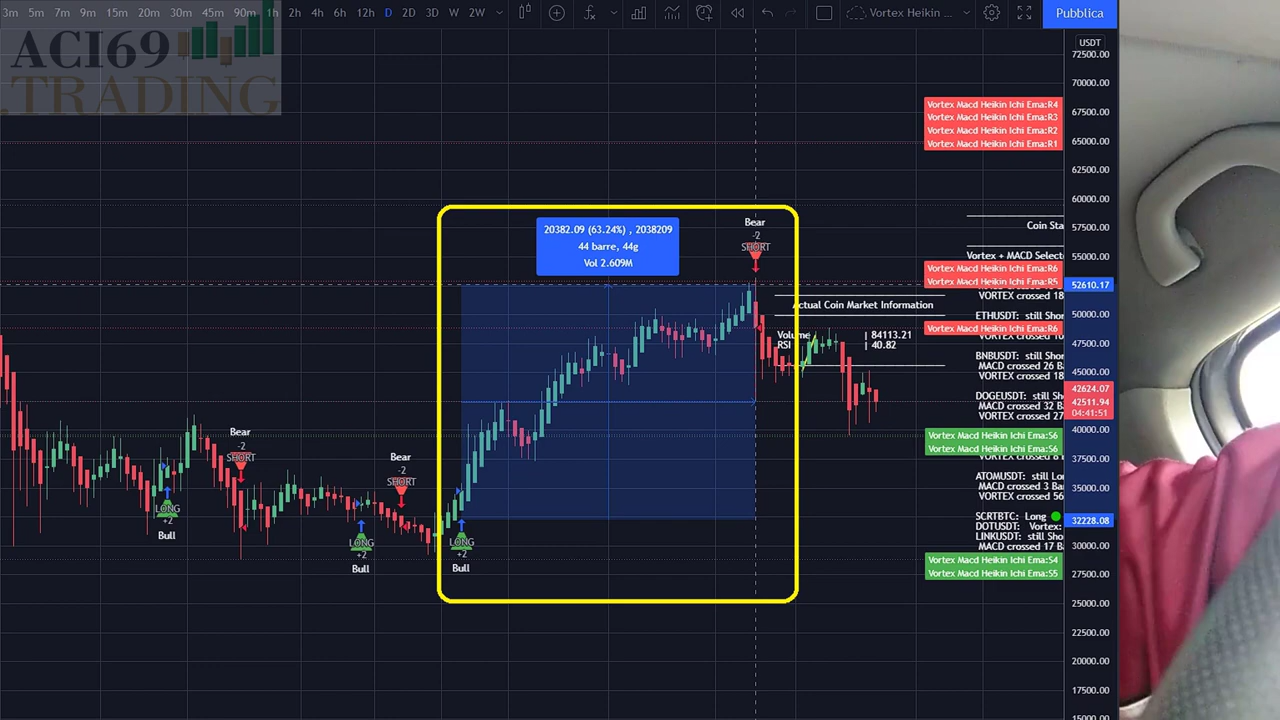 3m 5m 7m 9m 15m 20m 30m 45m 90m 1h 2h 4h 6h 12h D 2D 3D W 2W
Vortex Heikin ...
Pubblica
ACI69
.TRADING
USDT
72500.00
70000.00
67500.00
65000.00
62500.00
60000.00
57500.00
55000.00
52610.17
50000.00
47500.00
45000.00
42624.07
42511.94
04:41:51
40000.00
37500.00
35000.00
32228.08
30000.00
27500.00
25000.00
22500.00
20000.00
17500.00
15000.00
Vortex Macd Heikin Ichi Ema:R4
Vortex Macd Heikin Ichi Ema:R3
Vortex Macd Heikin Ichi Ema:R2
Vortex Macd Heikin Ichi Ema:R1
Coin Sta
Vortex + MACD Select
Vortex Macd Heikin Ichi Ema:R6
Vortex Macd Heikin Ichi Ema:R5
VORTEX crossed 18
ETHUSDT: still Shor
Vortex Macd Heikin Ichi Ema:R6
BNBUSDT: still Shor
MACD crossed 26 Ba
VORTEX crossed 18
DOGEUSDT: still Sh
MACD crossed 32 B
VORTEX crossed 27
Vortex Macd Heikin Ichi Ema:S6
Vortex Macd Heikin Ichi Ema:S6
ATOMUSDT: still Lo
MACD crossed 3 Ba
VORTEX crossed 56
SCRTBTC: Long
DOTUSDT: Vortex:
LINKUSDT: still Sho
MACD crossed 17 B
Vortex Macd Heikin Ichi Ema:S4
Vortex Macd Heikin Ichi Ema:S5
20382.09 (63.24%) , 2038209
44 barre, 44g
Vol 2.609M
Bear
-2
SHORT
Actual Coin Market Information
Volume | 84113.21
RSI | 40.82
Bear
-2
SHORT
Bear
-2
SHORT
LONG
+2
Bull
LONG
+2
Bull
LONG
+2
Bull